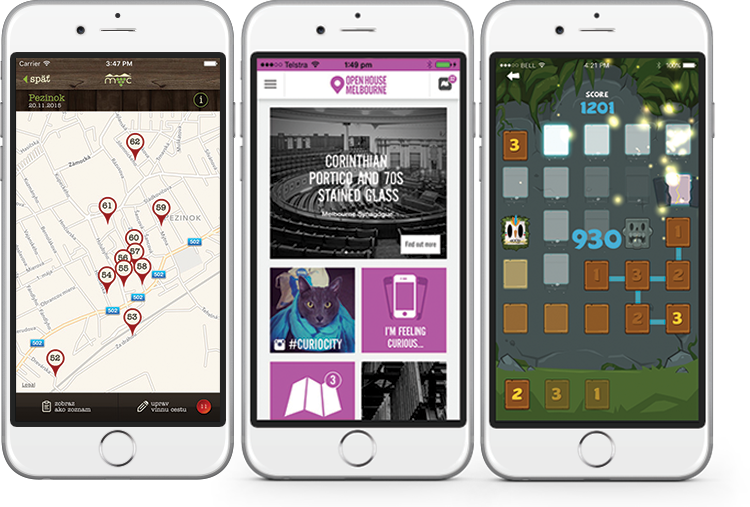 Carrier 3:47 PM
späť
mwc
Pezinok
20.11.2015
62
61
59
PEZINOK
60
502
57
56
58
54
55
502
53
502
52
Legal
zobraz
ako zoznam
uprav
vínnu cestu
11
Telstra 1:49 pm
OPEN HOUSE
MELBOURNE
CORINTHIAN
PORTICO AND 70S
STAINED GLASS
Melbourne Synagogue
Find out more
#CURIOCITY
I'M FEELING
CURIOUS...
3
BELL 4:21 PM 100%
SCORE
1201
3
930
1
1 3 2
2 3
2 3 1